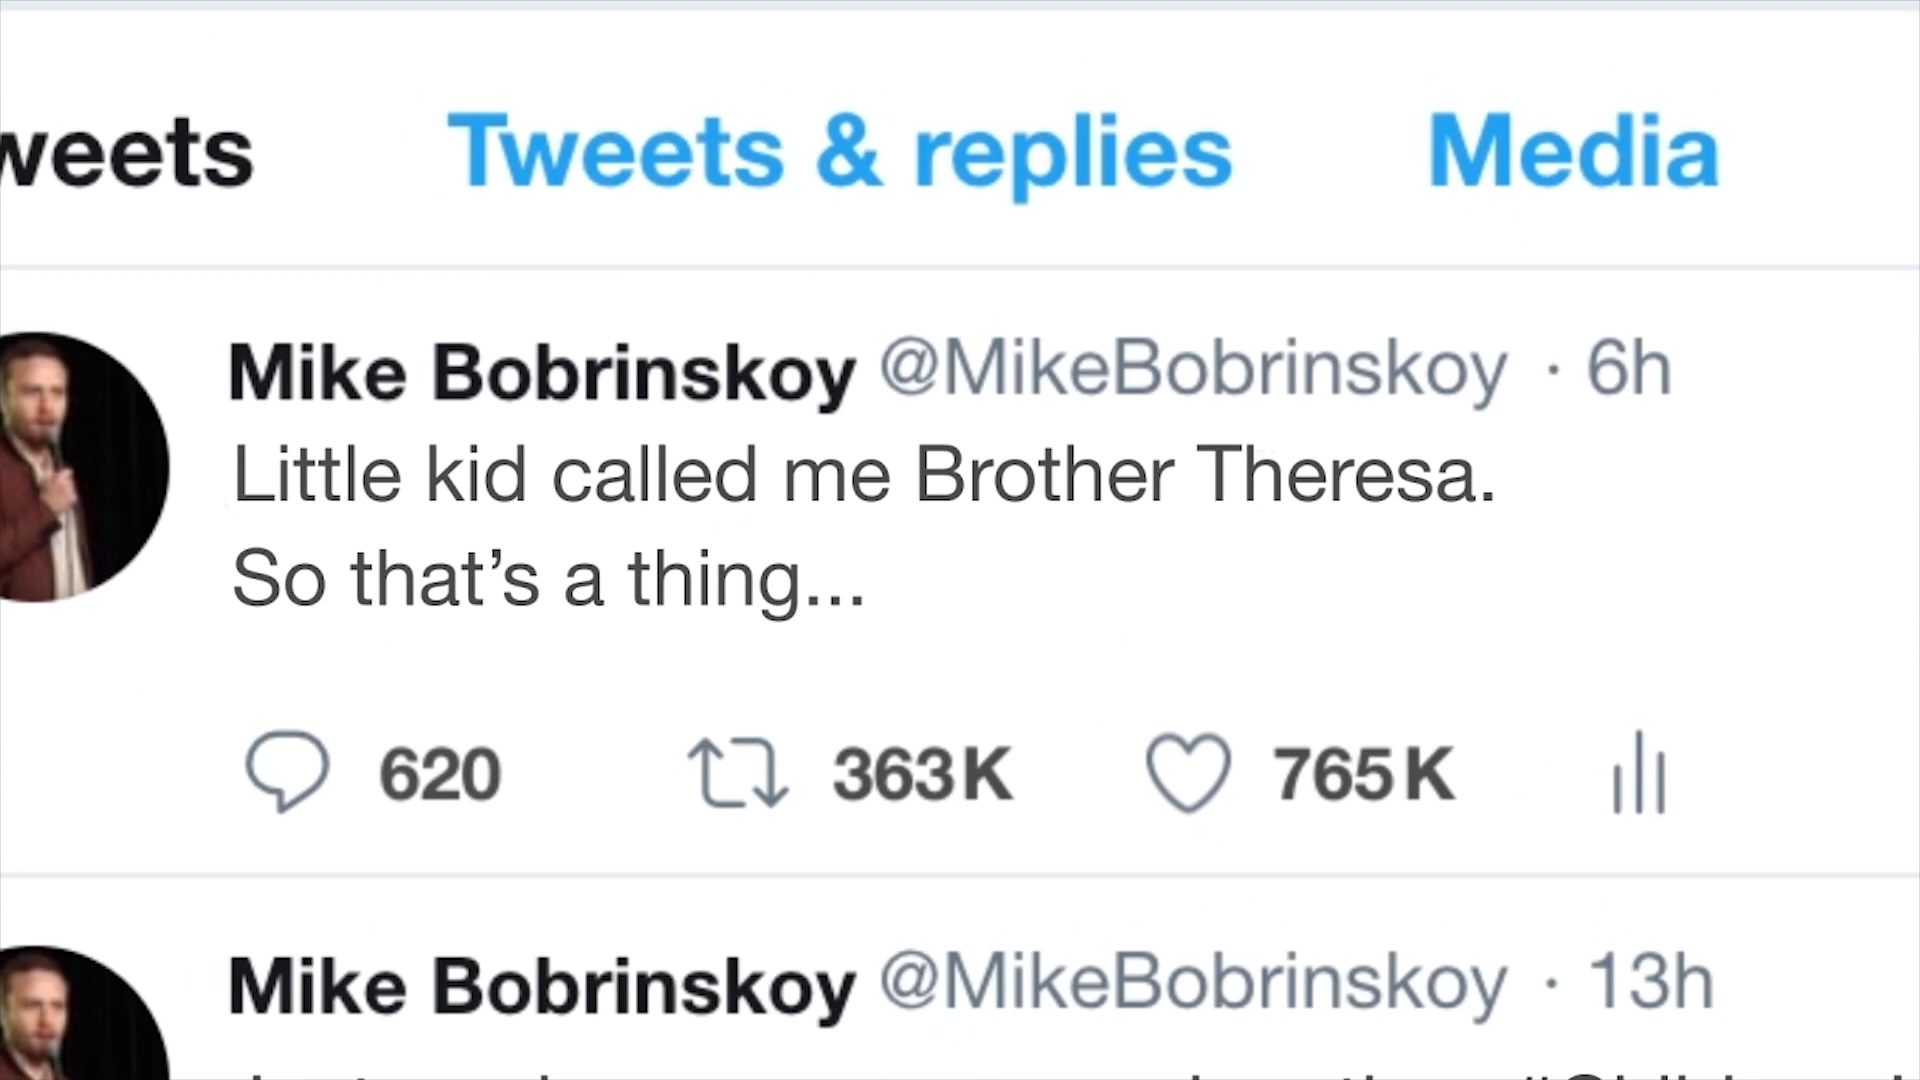 weets Tweets & replies Media
Mike Bobrinskoy @MikeBobrinskoy · 6h
Little kid called me Brother Theresa.
So that’s a thing...
620 363K 765K
Mike Bobrinskoy @MikeBobrinskoy · 13h